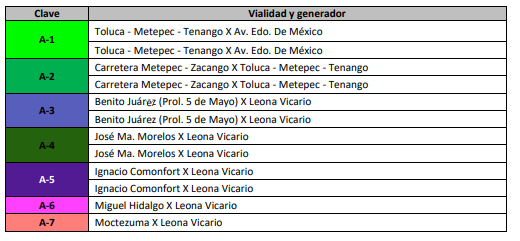 Clave Vialidad y generador
A-1
Toluca - Metepec - Tenango X Av. Edo. De México
Toluca - Metepec - Tenango X Av. Edo. De México
A-2
Carretera Metepec - Zacango X Toluca - Metepec - Tenango
Carretera Metepec - Zacango X Toluca - Metepec - Tenango
A-3
Benito Juárez (Prol. 5 de Mayo) X Leona Vicario
Benito Juárez (Prol. 5 de Mayo) X Leona Vicario
A-4
José Ma. Morelos X Leona Vicario
José Ma. Morelos X Leona Vicario
A-5
Ignacio Comonfort X Leona Vicario
Ignacio Comonfort X Leona Vicario
A-6 Miguel Hidalgo X Leona Vicario
A-7 Moctezuma X Leona Vicario